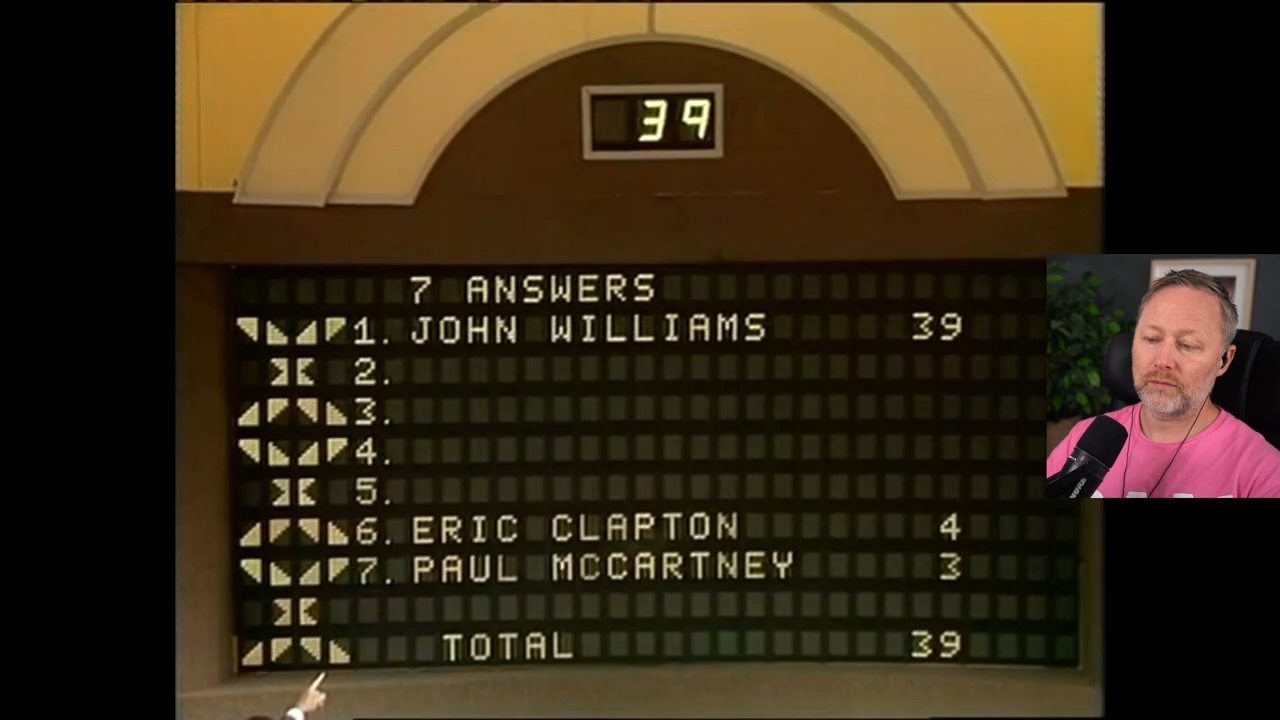 39
7 ANSWERS
1. JOHN WILLIAMS 39
2.
3.
4.
5.
6. ERIC CLAPTON 4
7. PAUL MCCARTNEY 3
TOTAL 39